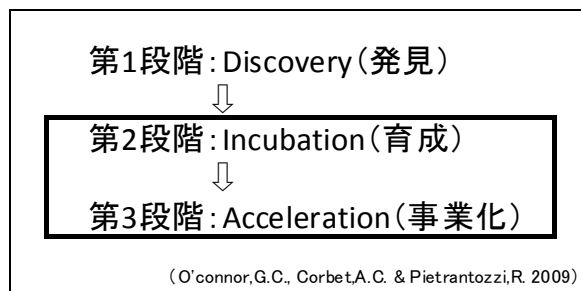 第1段階:Discovery(発見)
⇩
第2段階:Incubation(育成)
⇩
第3段階:Acceleration(事業化)
(O'connor,G.C., Corbet,A.C. & Pietrantozzi,R. 2009)